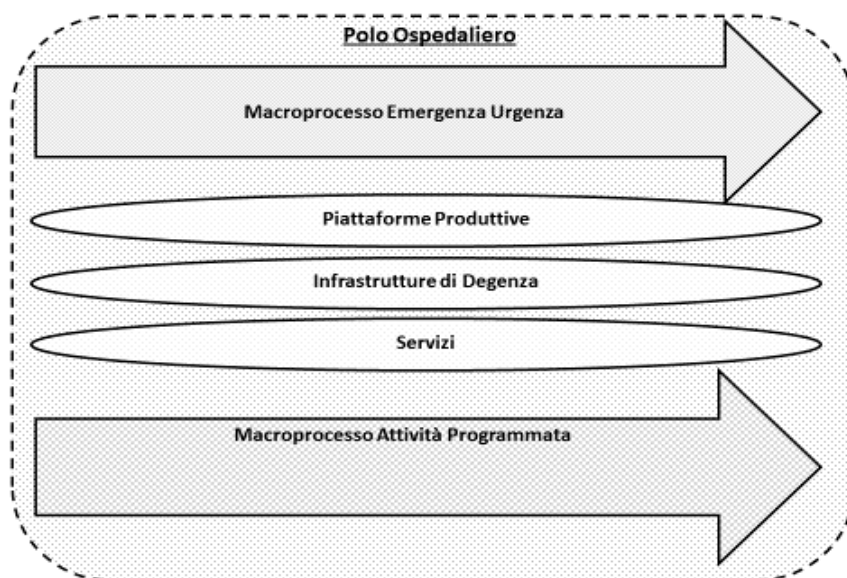 Polo Ospedaliero
Macroprocesso Emergenza Urgenza
Piattaforme Produttive
Infrastrutture di Degenza
Servizi
Macroprocesso Attività Programmata